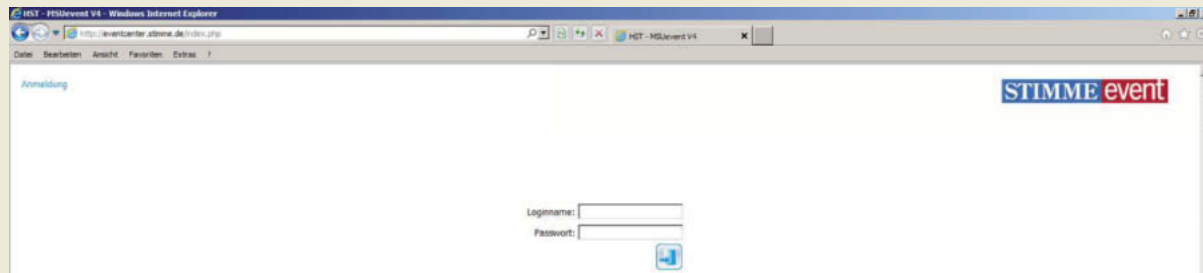 HST - MSUevent V4 - Windows Internet Explorer
http://eventcenter.stimme.de/index.php
HST - MSUevent V4
Datei Bearbeiten Ansicht Favoriten Extras ?
Anmeldung
STIMME event
Loginname:
Passwort: